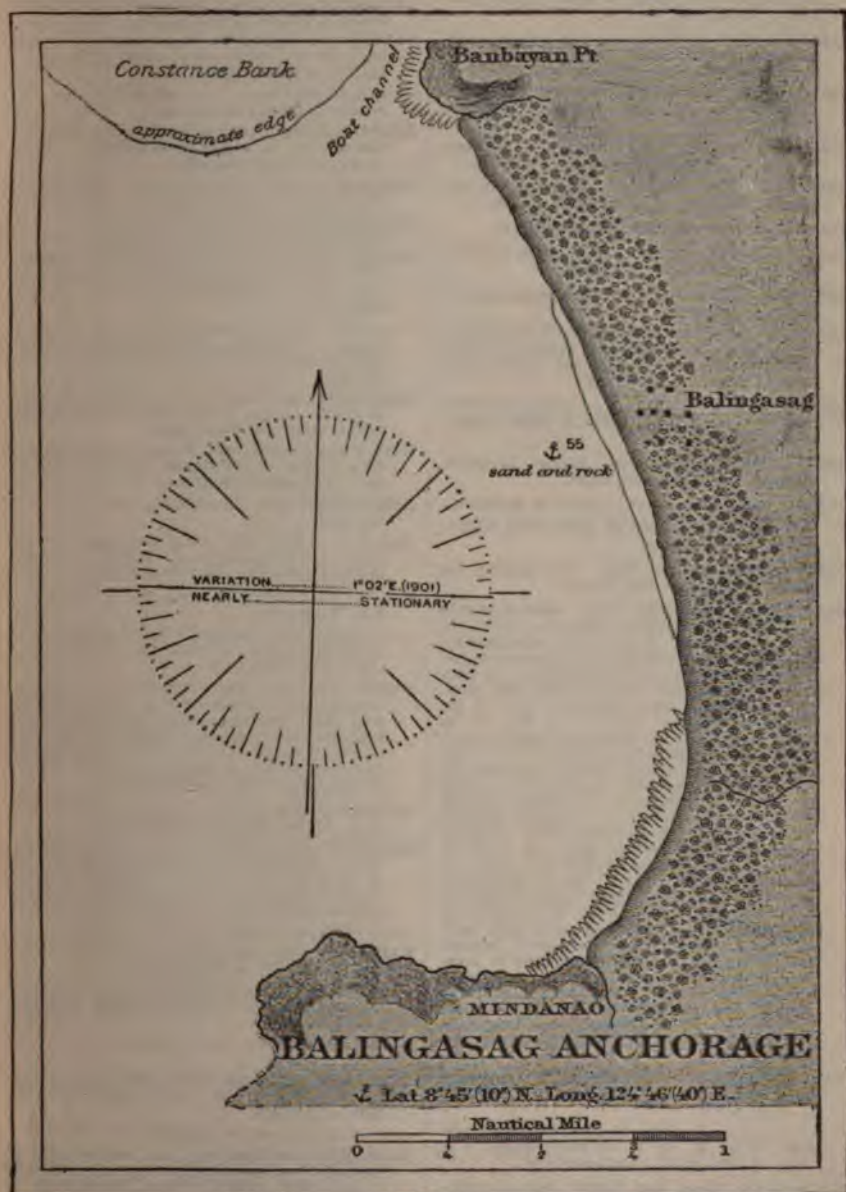 Constance Bank
approximate edge
Boat channel
Baubayan Pt
Balingasag
55
sand and rock
VARIATION 1°02'E.(1901)
NEARLY STATIONARY
MINDANAO
BALINGASAG ANCHORAGE
Lat. 8°45'(10") N. Long. 124°46'(40") E.
Nautical Mile
0 1